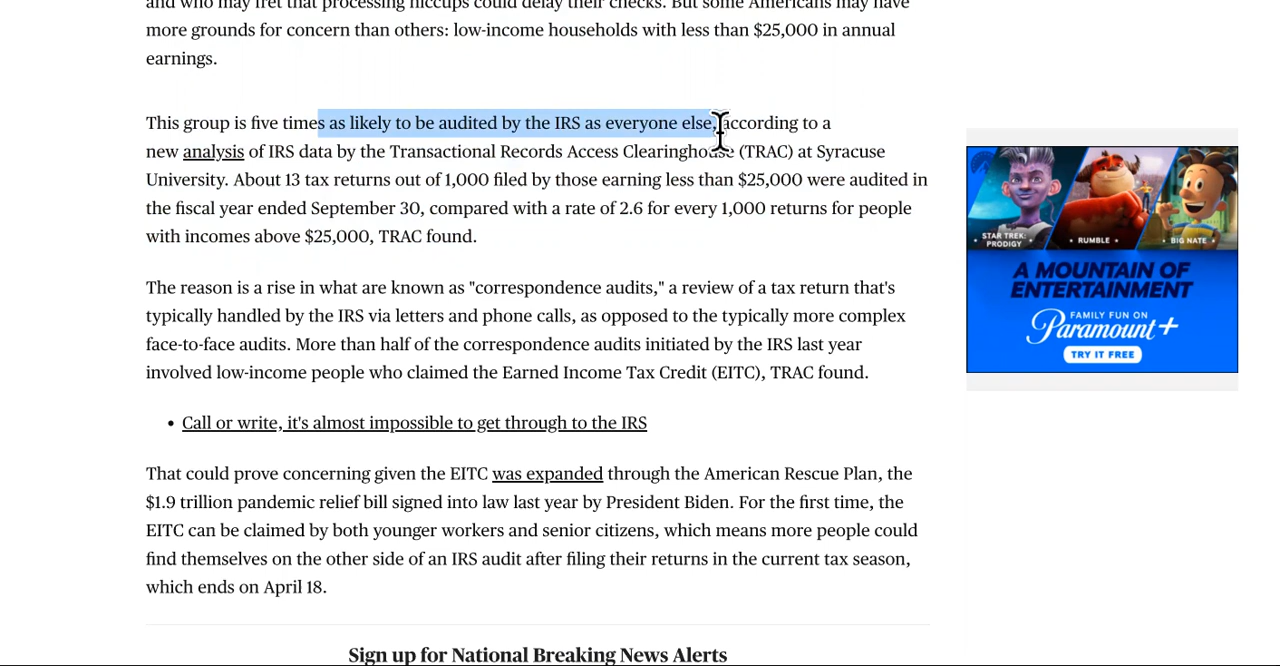 and who may fret that processing hiccups could delay their checks. But some Americans may have
more grounds for concern than others: low-income households with less than $25,000 in annual
earnings.
This group is five times as likely to be audited by the IRS as everyone else, according to a
new analysis of IRS data by the Transactional Records Access Clearinghouse (TRAC) at Syracuse
University. About 13 tax returns out of 1,000 filed by those earning less than $25,000 were audited in
the fiscal year ended September 30, compared with a rate of 2.6 for every 1,000 returns for people
with incomes above $25,000, TRAC found.
The reason is a rise in what are known as "correspondence audits," a review of a tax return that's
typically handled by the IRS via letters and phone calls, as opposed to the typically more complex
face-to-face audits. More than half of the correspondence audits initiated by the IRS last year
involved low-income people who claimed the Earned Income Tax Credit (EITC), TRAC found.
• Call or write, it's almost impossible to get through to the IRS
That could prove concerning given the EITC was expanded through the American Rescue Plan, the
$1.9 trillion pandemic relief bill signed into law last year by President Biden. For the first time, the
EITC can be claimed by both younger workers and senior citizens, which means more people could
find themselves on the other side of an IRS audit after filing their returns in the current tax season,
which ends on April 18.
Sign up for National Breaking News Alerts
STAR TREK:
PRODIGY
• RUMBLE •
BIG NATE •
A MOUNTAIN OF
ENTERTAINMENT
FAMILY FUN ON
Paramount+
TRY IT FREE